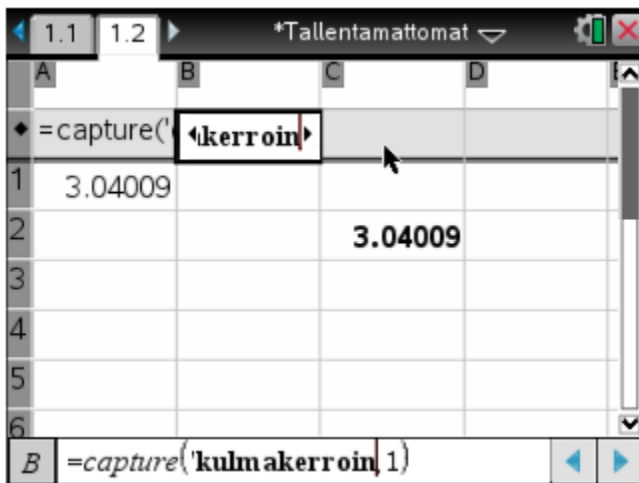 1.1 1.2 *Tallentamattomat
A B C D
=capture(' kerroin
1 3.04009
2 3.04009
3
4
5
6
B =capture('kulmakerroin,1)